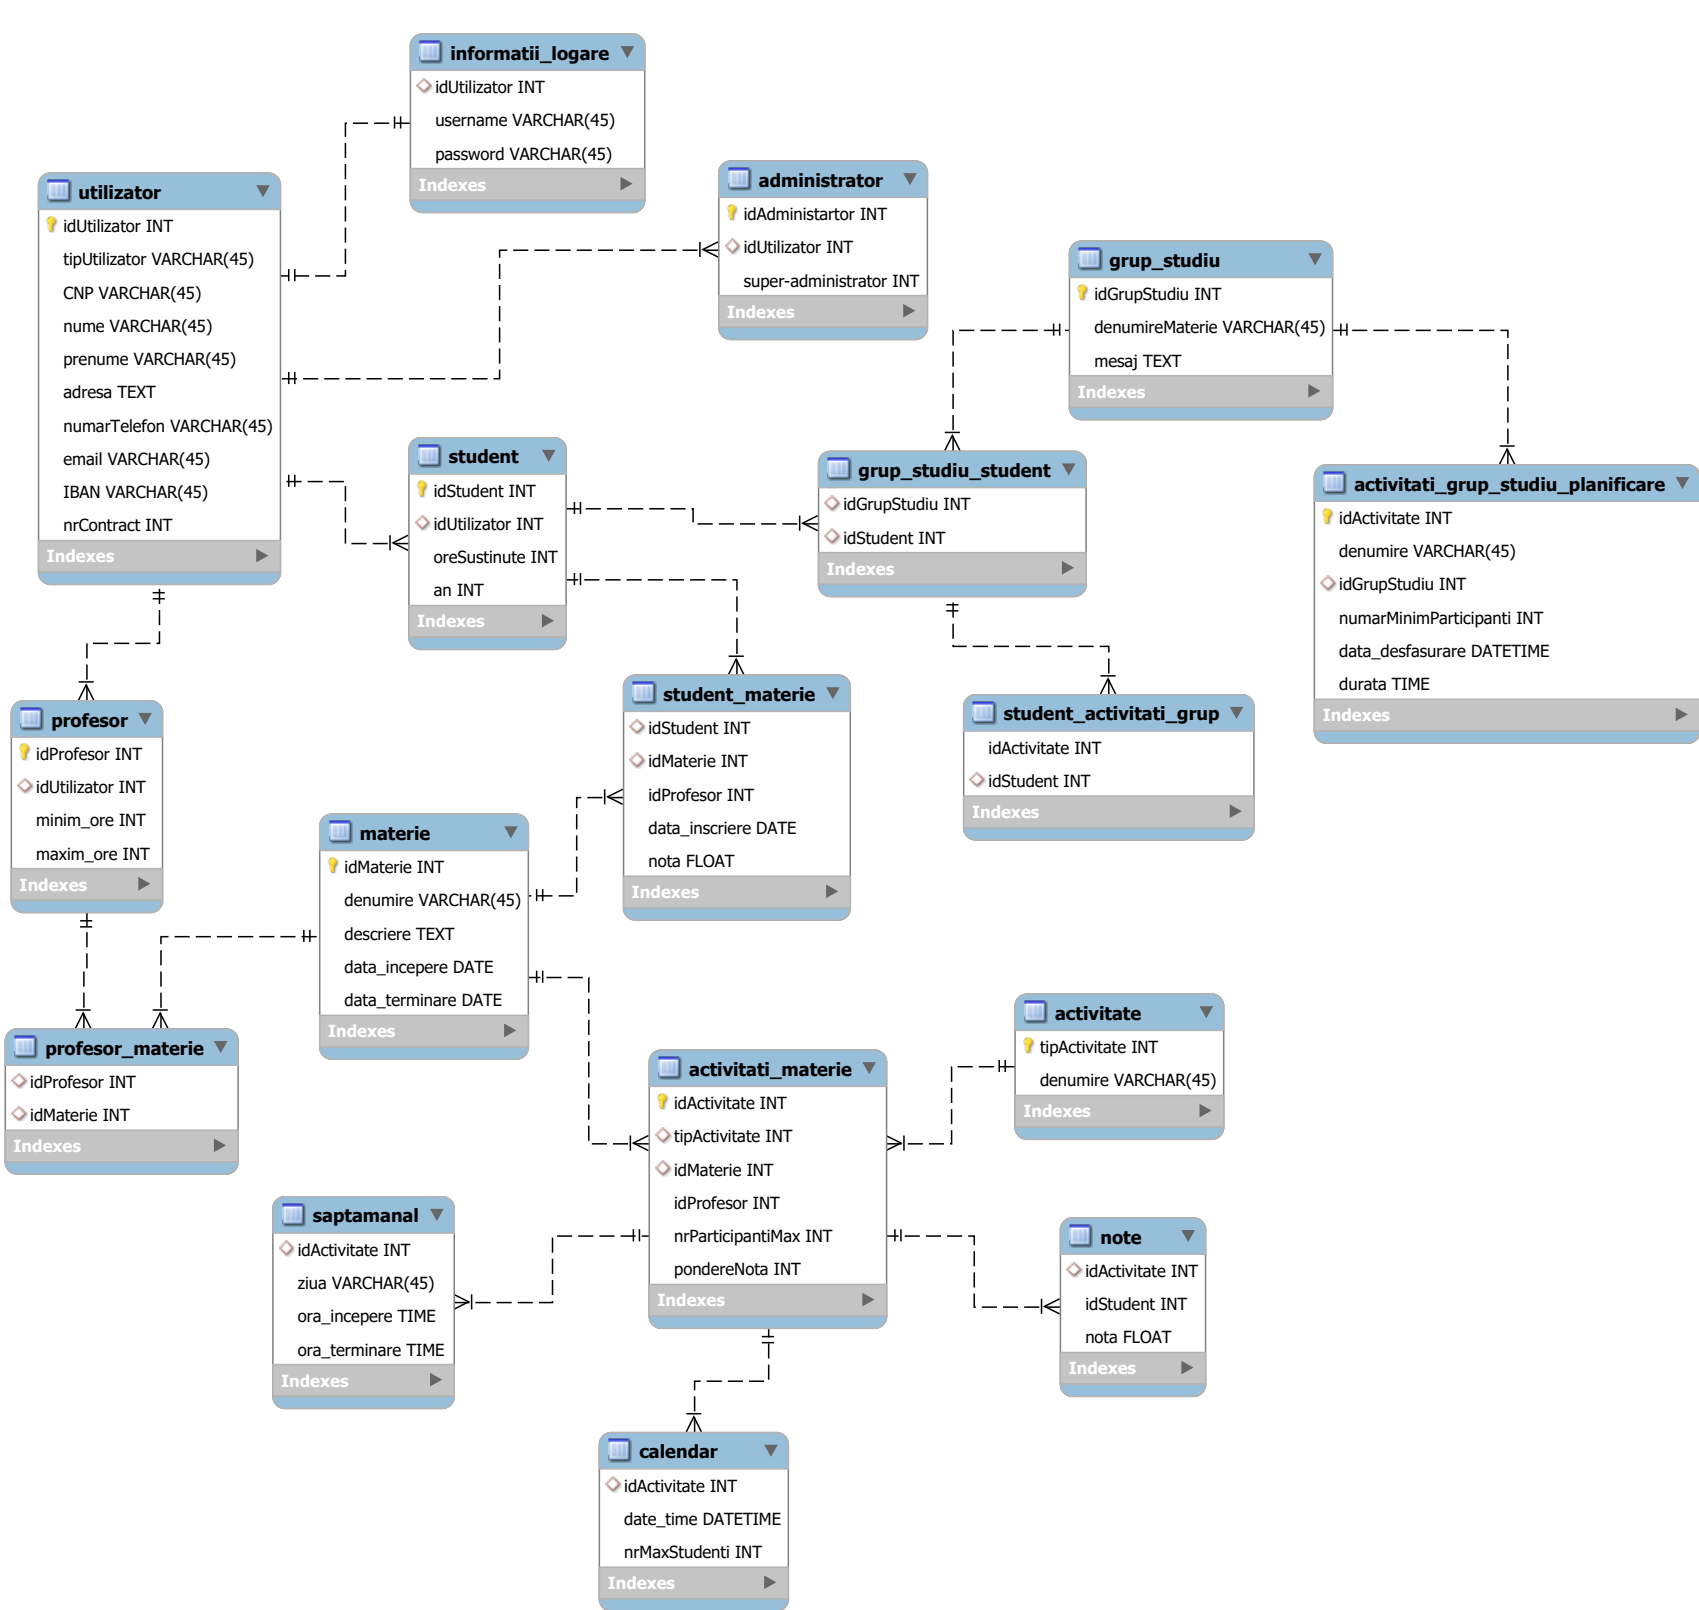 informatii_logare
idUtilizator INT
username VARCHAR(45)
password VARCHAR(45)
Indexes
utilizator
idUtilizator INT
tipUtilizator VARCHAR(45)
CNP VARCHAR(45)
nume VARCHAR(45)
prenume VARCHAR(45)
adresa TEXT
numarTelefon VARCHAR(45)
email VARCHAR(45)
IBAN VARCHAR(45)
nrContract INT
Indexes
administrator
idAdministartor INT
idUtilizator INT
super-administrator INT
Indexes
grup_studiu
idGrupStudiu INT
denumireMaterie VARCHAR(45)
mesaj TEXT
Indexes
student
idStudent INT
idUtilizator INT
oreSustinute INT
an INT
Indexes
grup_studiu_student
idGrupStudiu INT
idStudent INT
Indexes
activitati_grup_studiu_planificare
idActivitate INT
denumire VARCHAR(45)
idGrupStudiu INT
numarMinimParticipanti INT
data_desfasurare DATETIME
durata TIME
Indexes
profesor
idProfesor INT
idUtilizator INT
minim_ore INT
maxim_ore INT
Indexes
student_materie
idStudent INT
idMaterie INT
idProfesor INT
data_inscriere DATE
nota FLOAT
Indexes
student_activitati_grup
idActivitate INT
idStudent INT
Indexes
materie
idMaterie INT
denumire VARCHAR(45)
descriere TEXT
data_incepere DATE
data_terminare DATE
Indexes
profesor_materie
idProfesor INT
idMaterie INT
Indexes
activitati_materie
idActivitate INT
tipActivitate INT
idMaterie INT
idProfesor INT
nrParticipantiMax INT
pondereNota INT
Indexes
activitate
tipActivitate INT
denumire VARCHAR(45)
Indexes
saptamanal
idActivitate INT
ziua VARCHAR(45)
ora_incepere TIME
ora_terminare TIME
Indexes
note
idActivitate INT
idStudent INT
nota FLOAT
Indexes
calendar
idActivitate INT
date_time DATETIME
nrMaxStudenti INT
Indexes